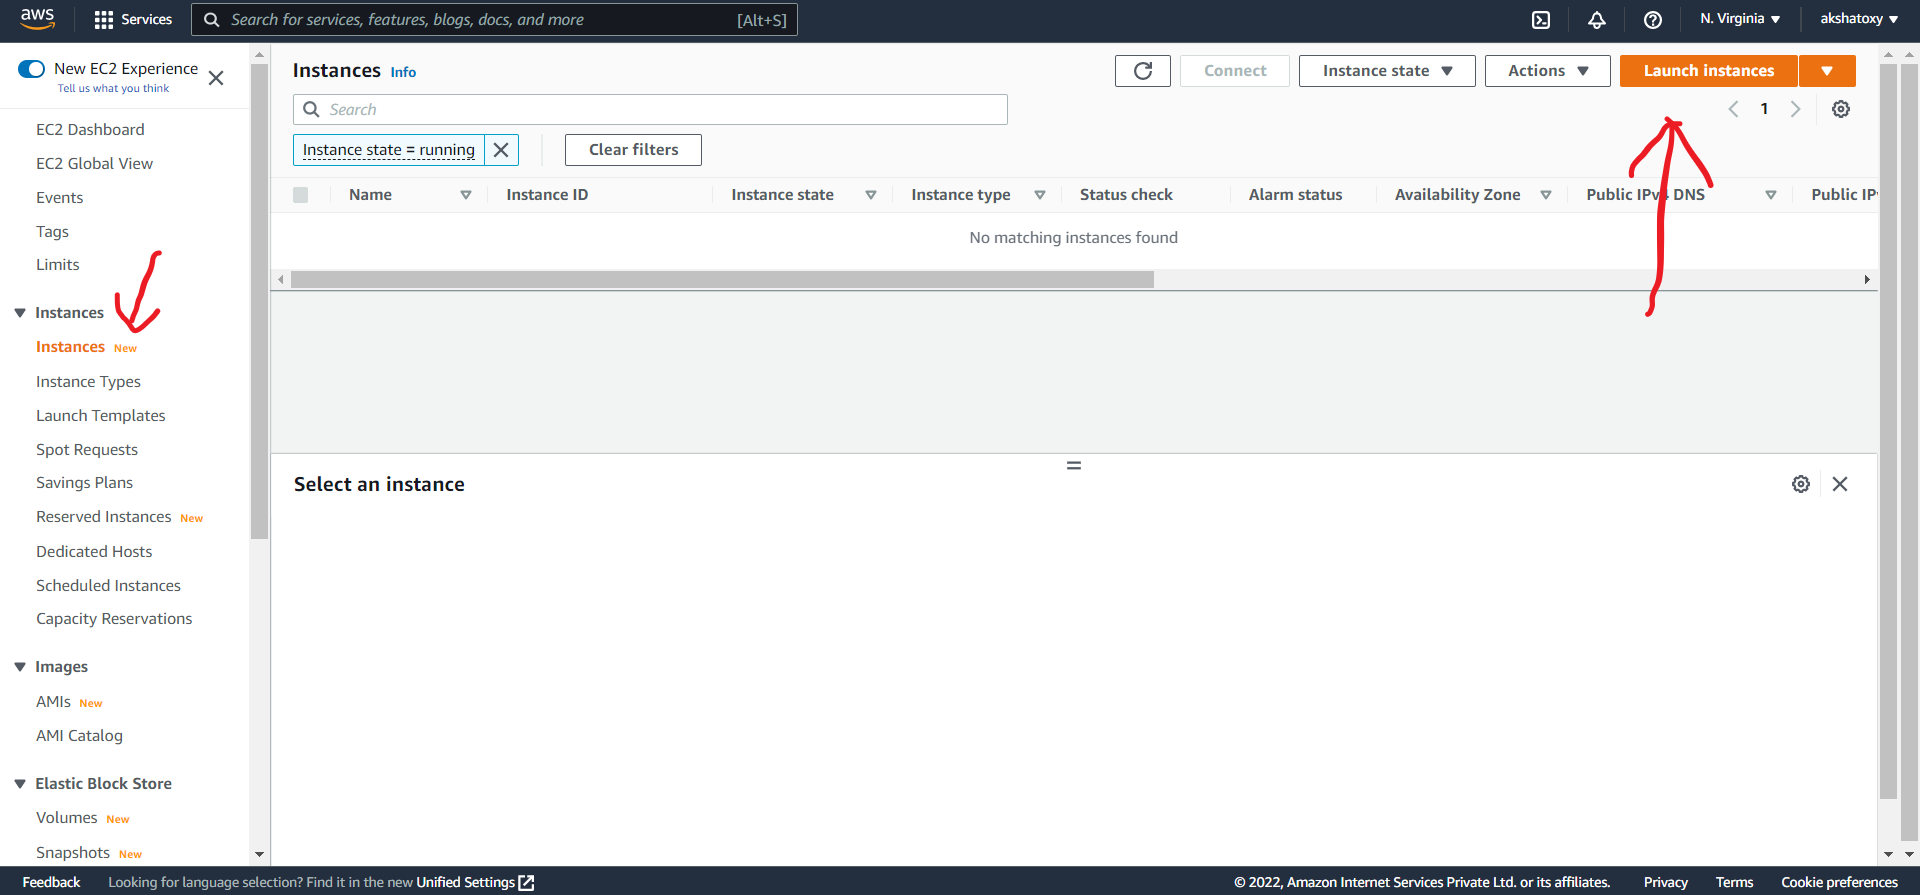 aws
Services
Search for services, features, blogs, docs, and more
[Alt+S]
N. Virginia
akshatoxy
New EC2 Experience
Tell us what you think
EC2 Dashboard
EC2 Global View
Events
Tags
Limits
Instances
Instances New
Instance Types
Launch Templates
Spot Requests
Savings Plans
Reserved Instances New
Dedicated Hosts
Scheduled Instances
Capacity Reservations
Images
AMIs New
AMI Catalog
Elastic Block Store
Volumes New
Snapshots New
Instances Info
Connect
Instance state
Actions
Launch instances
Search
1
Instance state = running
Clear filters
Name
Instance ID
Instance state
Instance type
Status check
Alarm status
Availability Zone
Public IPv4 DNS
Public IPv
No matching instances found
Select an instance
Feedback
Looking for language selection? Find it in the new Unified Settings
© 2022, Amazon Internet Services Private Ltd. or its affiliates.
Privacy
Terms
Cookie preferences